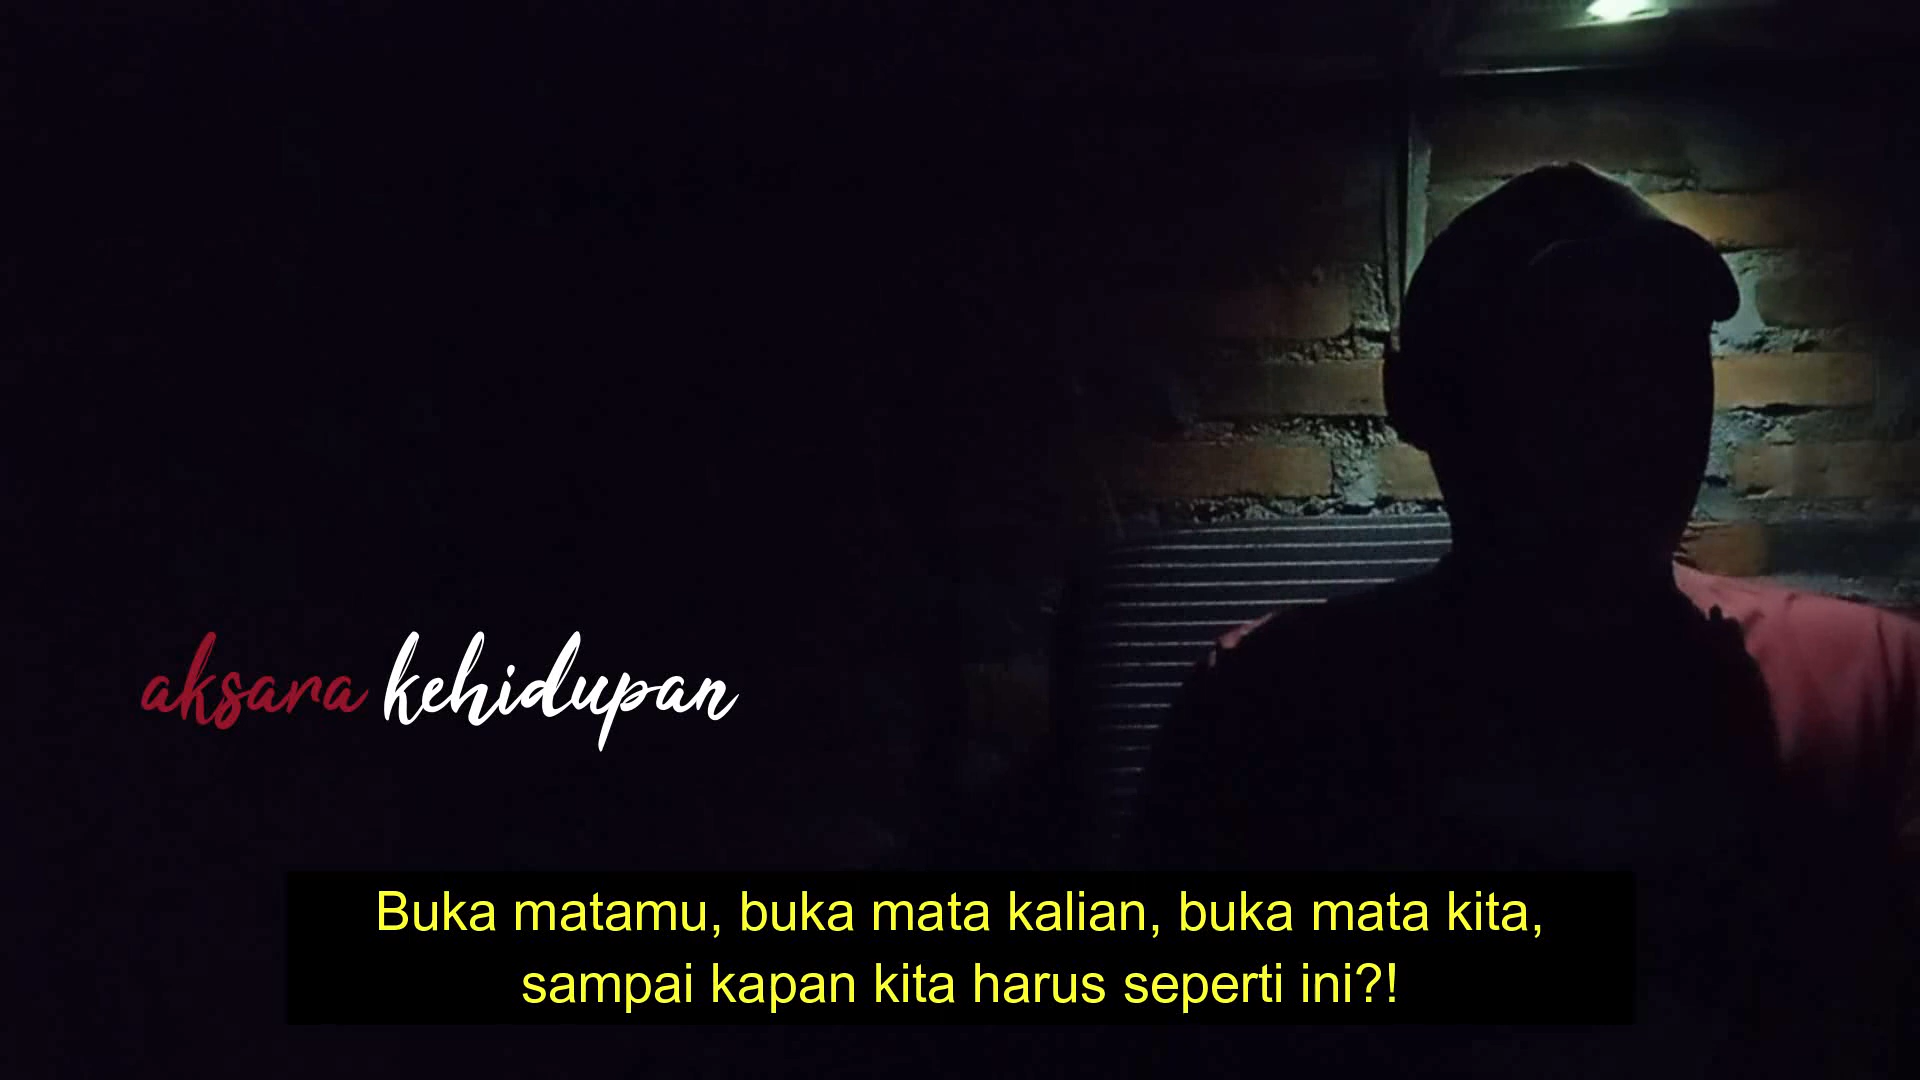 aksara kehidupan
Buka matamu, buka mata kalian, buka mata kita,
sampai kapan kita harus seperti ini?!